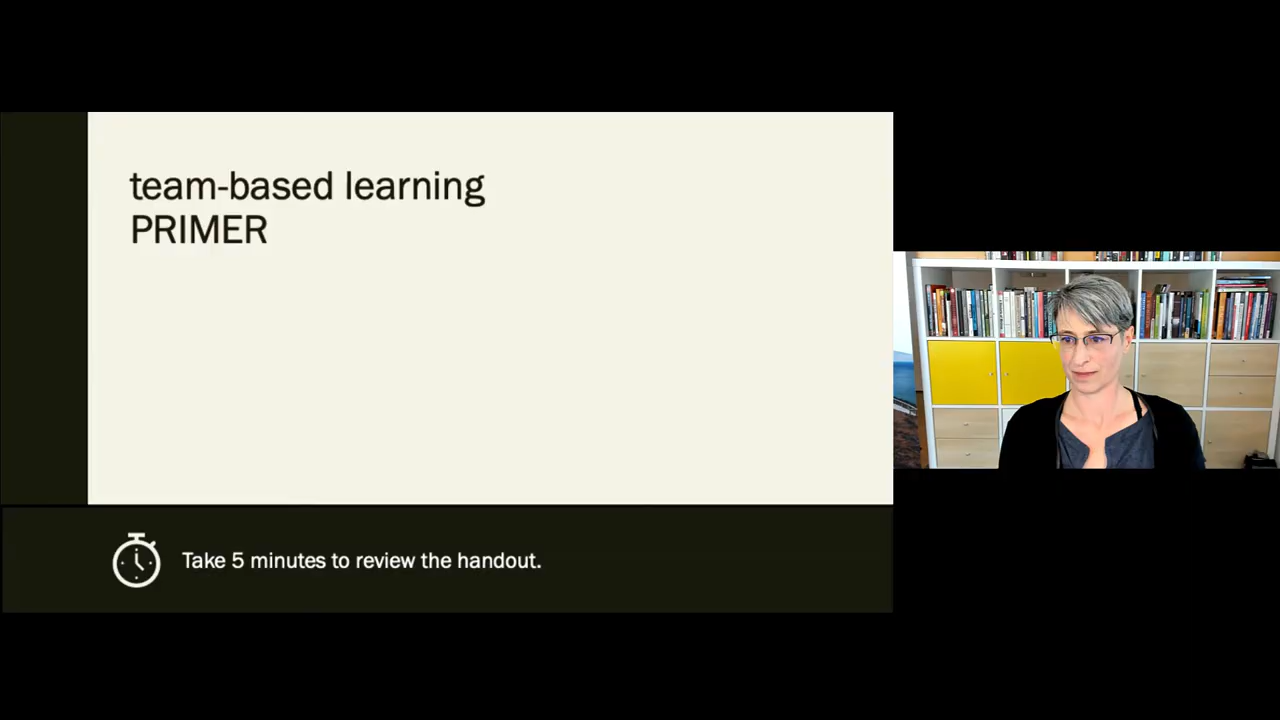 team-based learning
PRIMER
Take 5 minutes to review the handout.